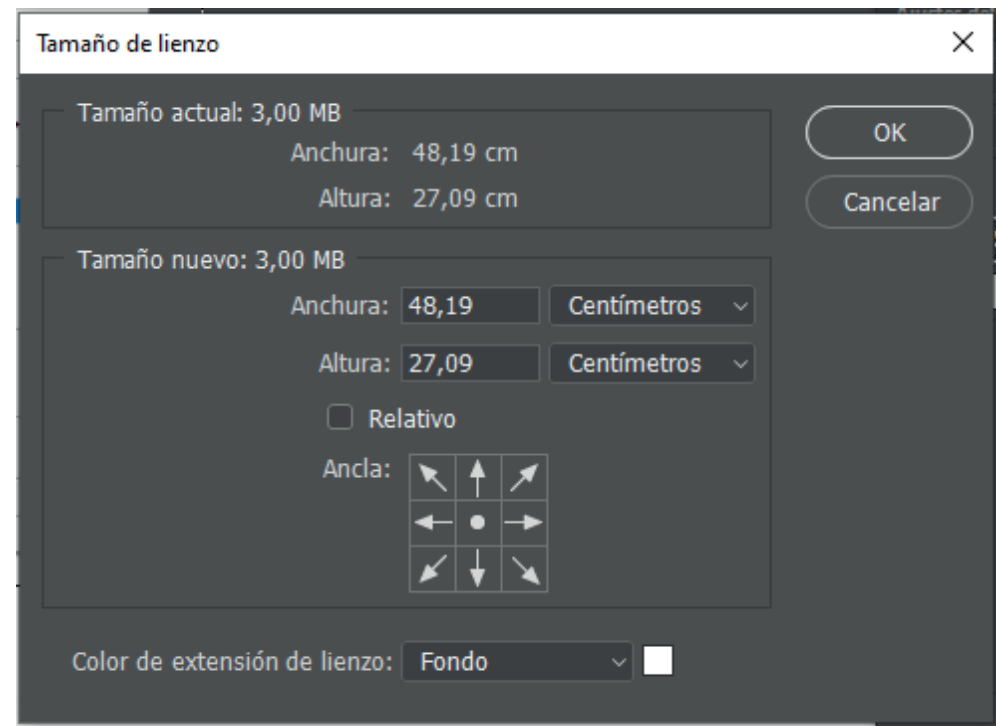 Tamaño de lienzo
Tamaño actual: 3,00 MB
Anchura: 48,19 cm
Altura: 27,09 cm
OK
Cancelar
Tamaño nuevo: 3,00 MB
Anchura: 48,19 Centímetros
Altura: 27,09 Centímetros
Relativo
Ancla:
Color de extensión de lienzo: Fondo